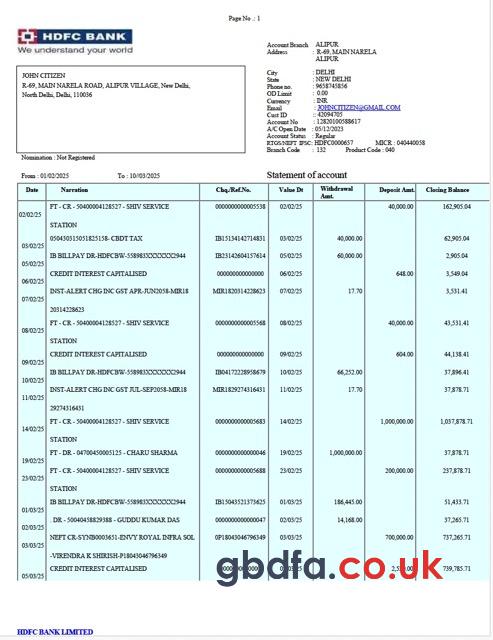 Page No .: 1
HDFC BANK
We understand your world
Account Branch : ALIPUR
Address : R-69, MAIN NARELA
ALIPUR
City : DELHI
State : NEW DELHI
Phone no. : 9658745856
OD Limit : 0.00
Currency : INR
Email : JOHNCITIZEN@GMAIL.COM
Cust ID : 42094705
Account No : 12820100588617
A/C Open Date : 05/12/2023
Account Status : Regular
RTGS/NEFT IFSC: HDFC0000657 MICR : 040440058
Branch Code : 132 Product Code : 040
JOHN CITIZEN
R-69, MAIN NARELA ROAD, ALIPUR VILLAGE, New Delhi,
North Delhi, Delhi, 110036
Nomination : Not Registered
From : 01/02/2025 To : 10/03/2025 Statement of account
Date Narration Chq./Ref.No. Value Dt Withdrawal Amt. Deposit Amt. Closing Balance
02/02/25 FT - CR - 50400004128527 - SHIV SERVICE 0000000000005538 02/02/25 40,000.00 162,905.04
STATION
03/02/25 050450315051825158- CBDT TAX IB15134142714831 03/02/25 40,000.00 62,905.04
05/02/25 IB BILLPAY DR-HDFCBW-558983XXXXXX2944 IB23142604157614 05/02/25 60,000.00 2,905.04
06/02/25 CREDIT INTEREST CAPITALISED 000000000000000 06/02/25 648.00 3,549.04
07/02/25 INST-ALERT CHG INC GST APR-JUN2058-MIR18 MIR1820314228623 07/02/25 17.70 3,531.41
20314228623
08/02/25 FT - CR - 50400004128527 - SHIV SERVICE 0000000000005568 08/02/25 40,000.00 43,531.41
STATION
09/02/25 CREDIT INTEREST CAPITALISED 000000000000000 09/02/25 604.00 44,138.41
10/02/25 IB BILLPAY DR-HDFCBW-558983XXXXXX2944 IB04172228958679 10/02/25 66,252.00 37,896.41
11/02/25 INST-ALERT CHG INC GST JUL-SEP2058-MIR18 MIR1829274316431 11/02/25 17.70 37,878.71
29274316431
14/02/25 FT - CR - 50400004128527 - SHIV SERVICE 0000000000005683 14/02/25 1,000,000.00 1,037,878.71
STATION
19/02/25 FT - DR - 04700450005125 - CHARU SHARMA 0000000000000046 19/02/25 1,000,000.00 37,878.71
23/02/25 FT - CR - 50400004128527 - SHIV SERVICE 0000000000005688 23/02/25 200,000.00 237,878.71
STATION
01/03/25 IB BILLPAY DR-HDFCBW-558983XXXXXX2944 IB15043521373625 01/03/25 186,445.00 51,433.71
02/03/25 . DR - 50040458829388 - GUDDU KUMAR DAS 0000000000000047 02/03/25 14,168.00 37,265.71
03/03/25 NEFT CR-SYNB0003651-ENVY ROYAL INFRA SOL 0P18043046796349 03/03/25 700,000.00 737,265.71
-VIRENDRA K SHIRISH-P18043046796349
05/03/25 CREDIT INTEREST CAPITALISED 739,785.71
gbdfa.co.uk
HDFC BANK LIMITED